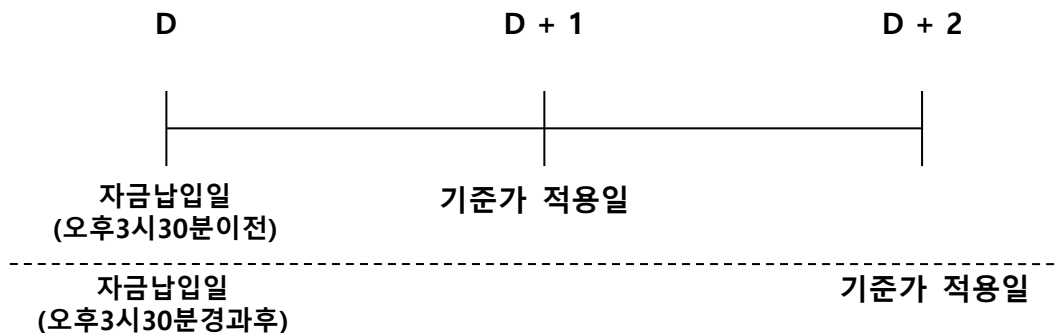 D D + 1 D + 2
자금납입일 기준가 적용일
(오후3시30분이전)
자금납입일 기준가 적용일
(오후3시30분경과후)